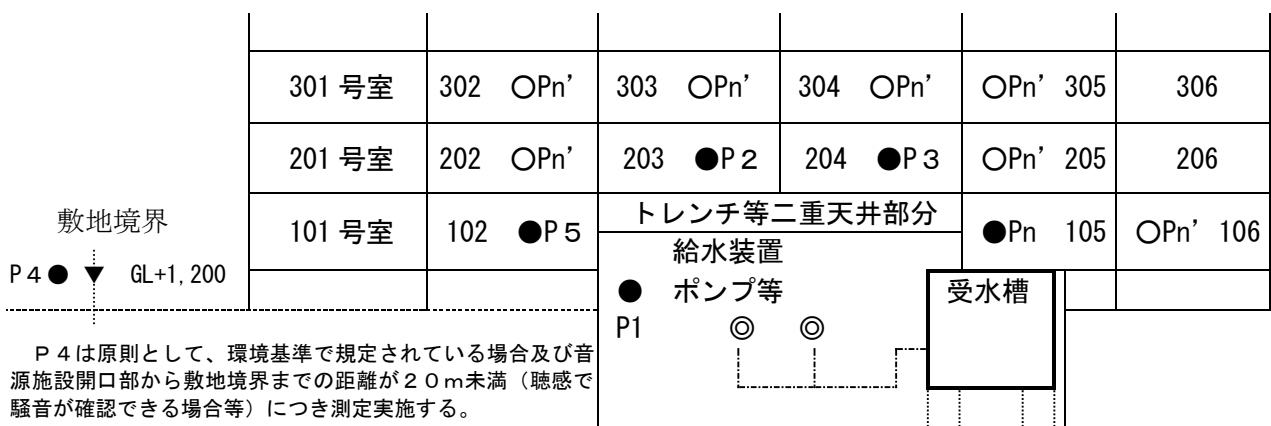 301 号室 302 ○Pn’ 303 ○Pn’ 304 ○Pn’ ○Pn’ 305 306
201 号室 202 ○Pn’ 203 ●P２ 204 ●P３ ○Pn’ 205 206
敷地境界 101 号室 102 ●P５ トレンチ等二重天井部分 ●Pn 105 ○Pn’ 106
給水装置
P４● ▼ GL+1,200 ● ポンプ等 受水槽
P1 ◎ ◎
Ｐ４は原則として、環境基準で規定されている場合及び音
源施設開口部から敷地境界までの距離が２０ｍ未満（聴感で
騒音が確認できる場合等）につき測定実施する。